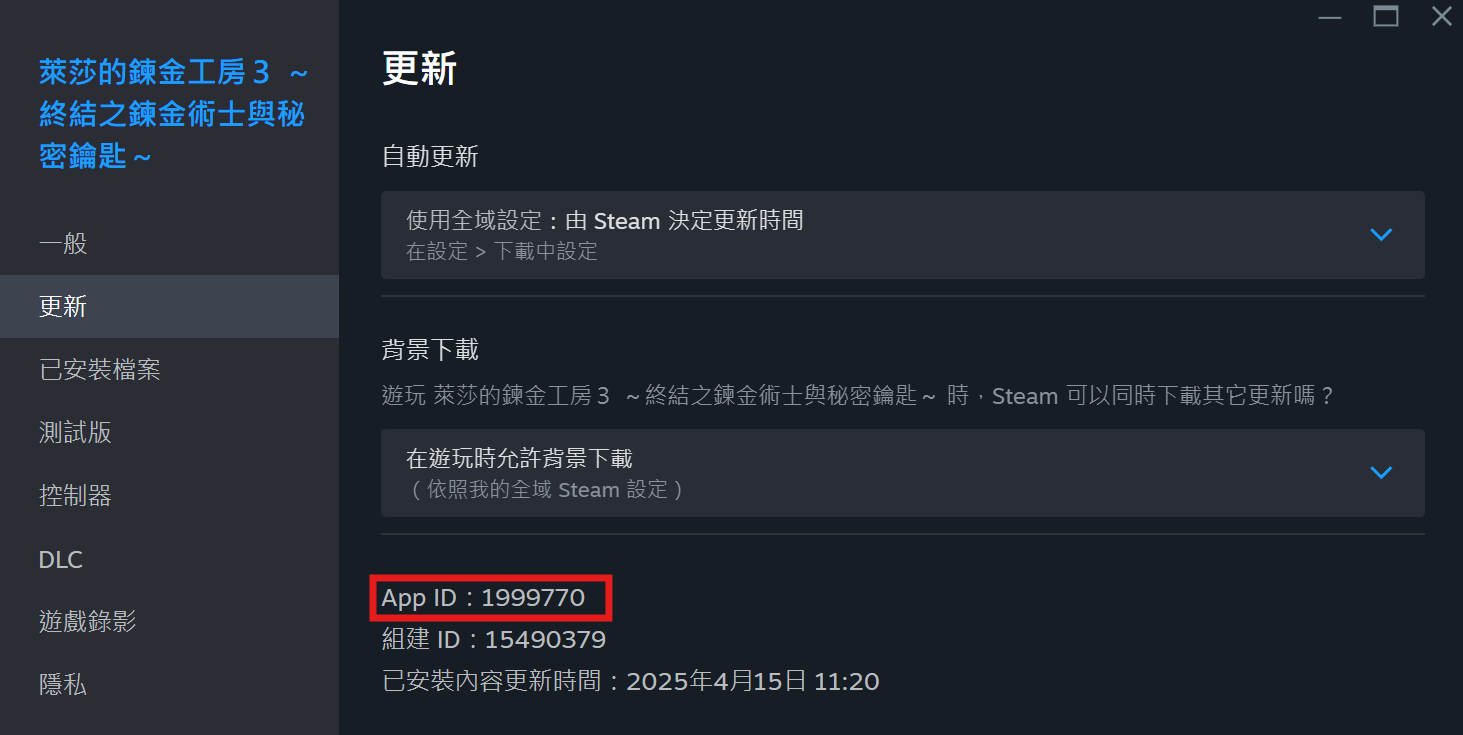 萊莎的鍊金工房３ ～
終結之鍊金術士與秘
密鑰匙～
一般
更新
已安裝檔案
測試版
控制器
DLC
遊戲錄影
隱私
更新
自動更新
使用全域設定：由 Steam 決定更新時間
在設定 > 下載中設定
背景下載
遊玩 萊莎的鍊金工房３ ～終結之鍊金術士與秘密鑰匙～ 時，Steam 可以同時下載其它更新嗎？
在遊玩時允許背景下載
（依照我的全域 Steam 設定）
App ID：1999770
組建 ID：15490379
已安裝內容更新時間：2025年4月15日 11:20